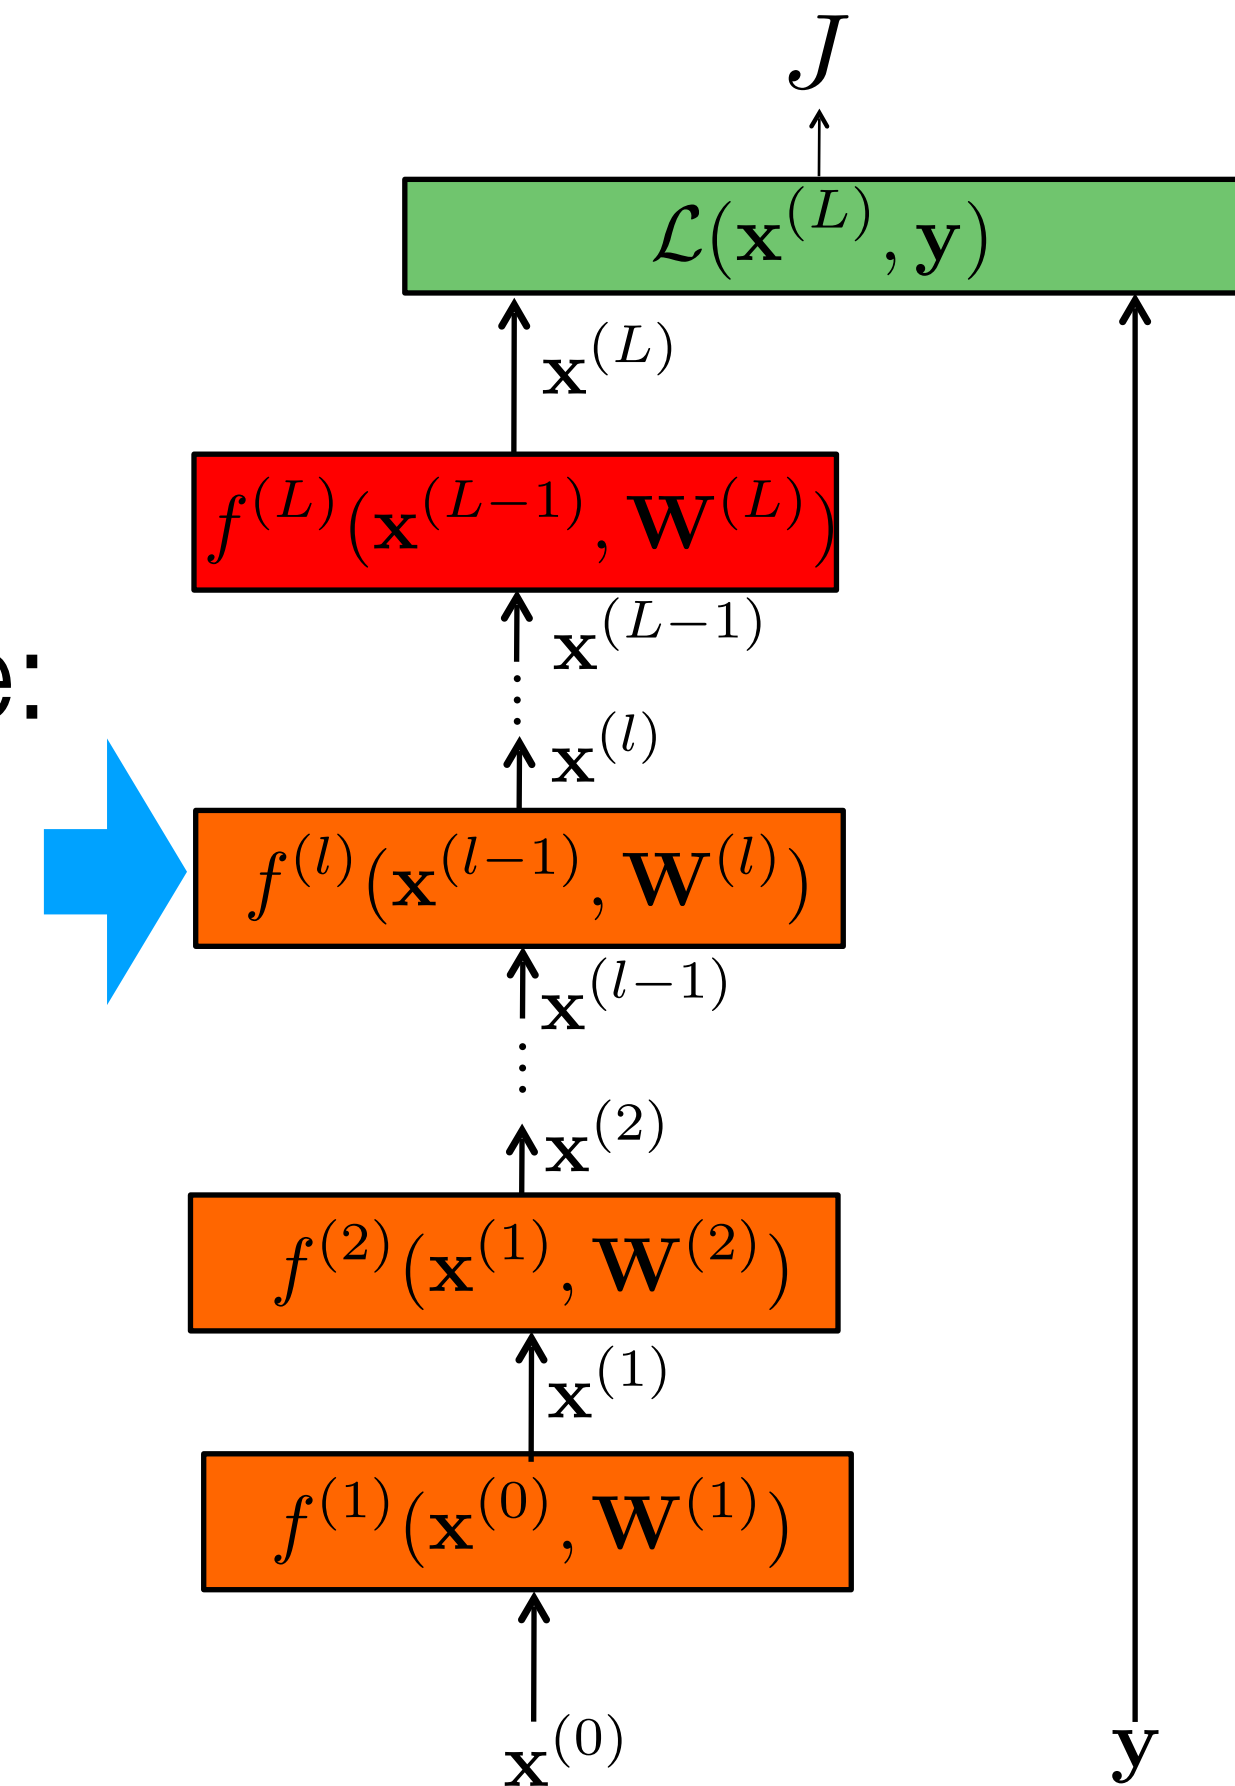 J
ℒ(x^(L), y)
x^(L)
f^(L)(x^(L−1), W^(L))
x^(L−1)
e:
x^(l)
f^(l)(x^(l−1), W^(l))
x^(l−1)
x^(2)
f^(2)(x^(1), W^(2))
x^(1)
f^(1)(x^(0), W^(1))
x^(0)
y